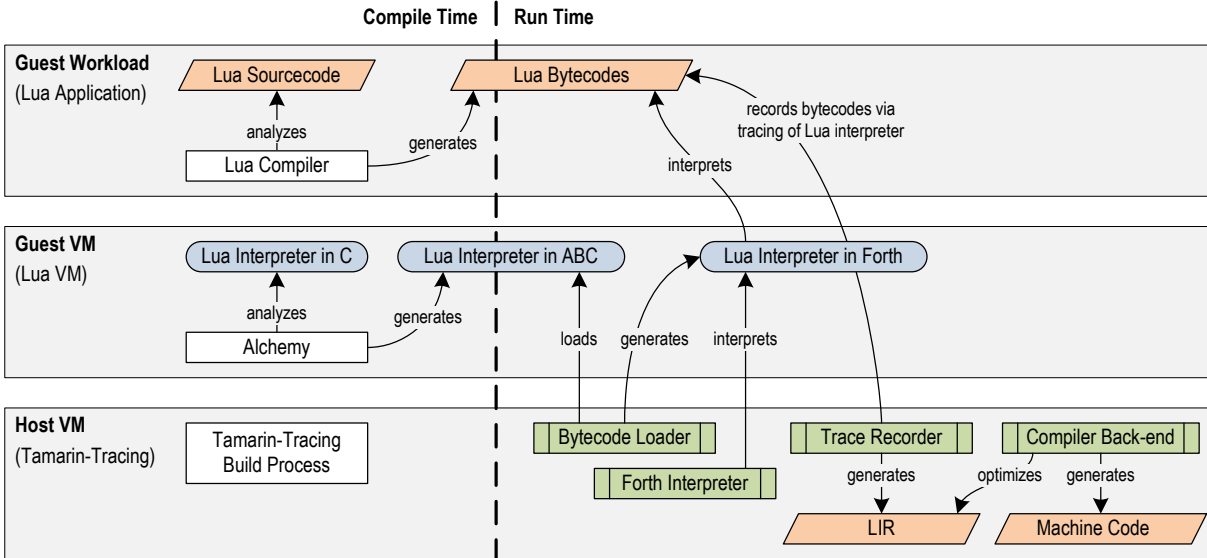 Compile Time
Run Time
Guest Workload
(Lua Application)
Lua Sourcecode
Lua Bytecodes
records bytecodes via
tracing of Lua interpreter
analyzes
generates
Lua Compiler
interprets
Guest VM
(Lua VM)
Lua Interpreter in C
Lua Interpreter in ABC
Lua Interpreter in Forth
analyzes
generates
Alchemy
loads
generates
interprets
Host VM
(Tamarin-Tracing)
Tamarin-Tracing
Build Process
Bytecode Loader
Trace Recorder
Compiler Back-end
Forth Interpreter
generates
optimizes
generates
LIR
Machine Code